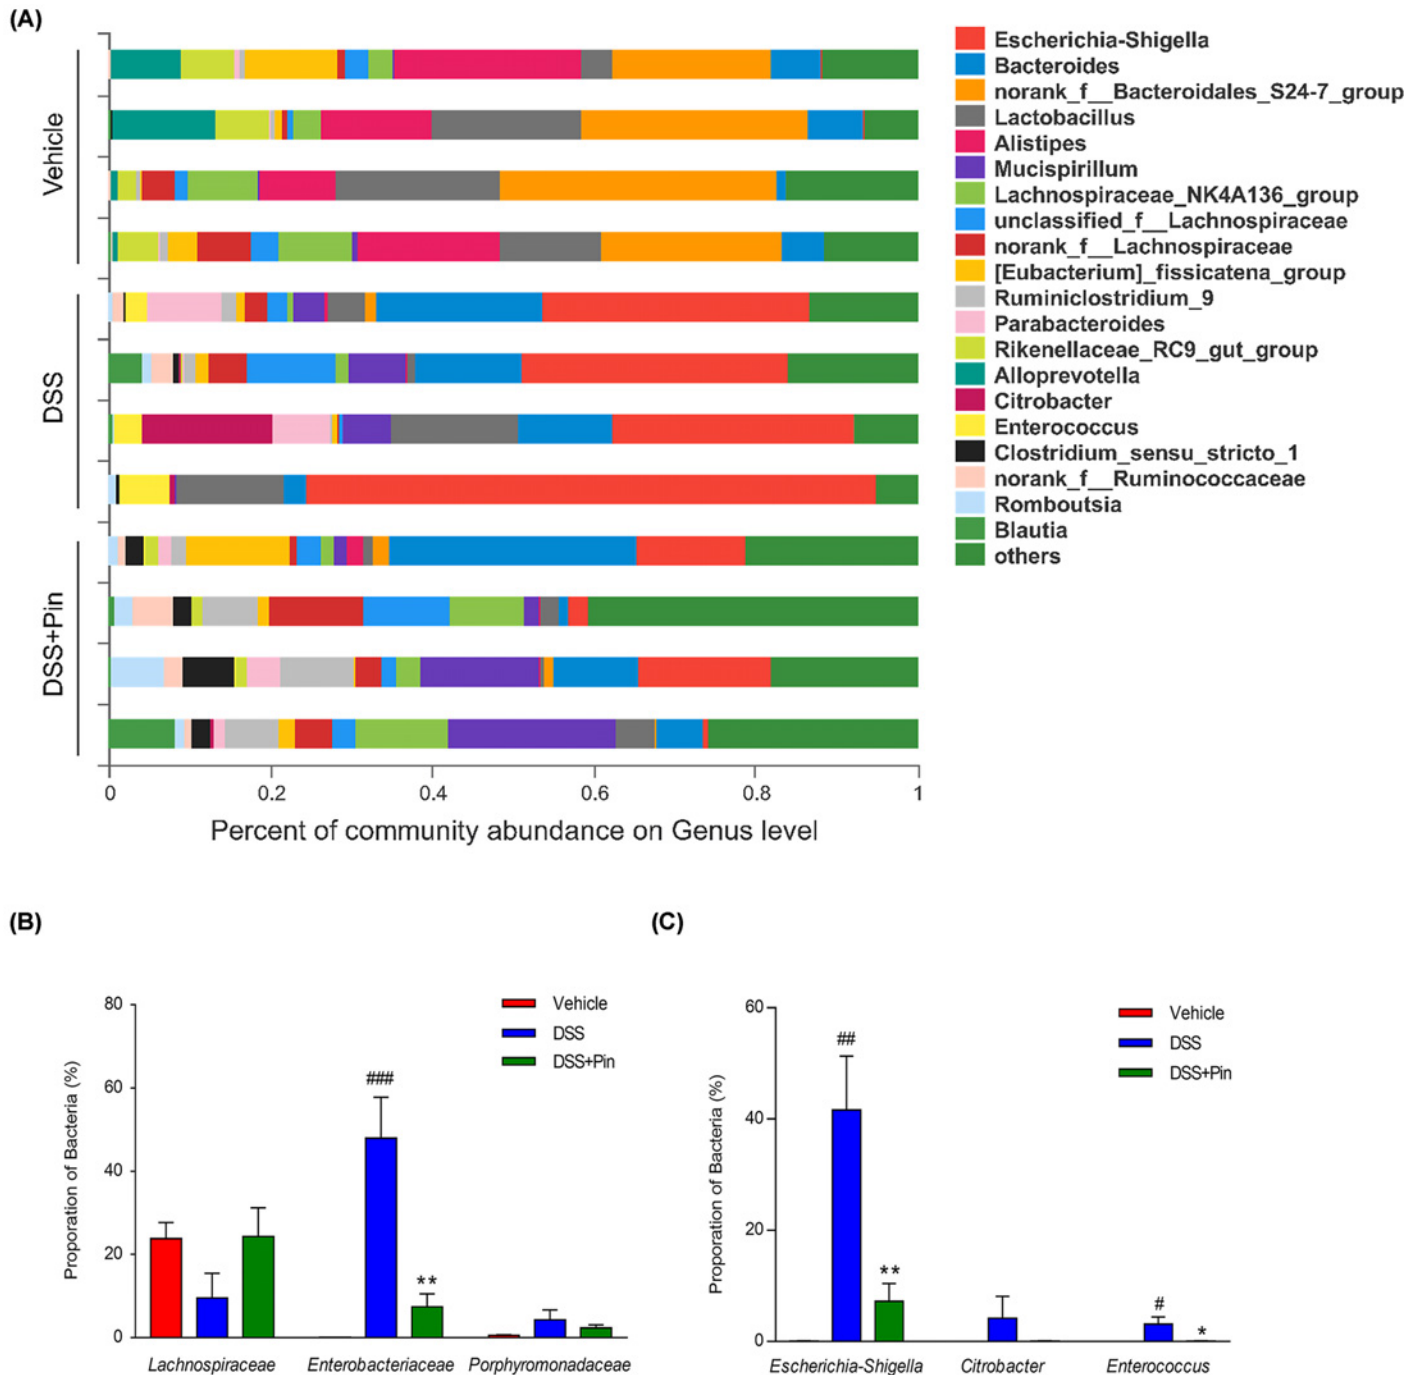 (A)
Vehicle
DSS
DSS+Pin
0 0.2 0.4 0.6 0.8 1
Percent of community abundance on Genus level
Escherichia-Shigella
Bacteroides
norank_f__Bacteroidales_S24-7_group
Lactobacillus
Alistipes
Mucispirillum
Lachnospiraceae_NK4A136_group
unclassified_f__Lachnospiraceae
norank_f__Lachnospiraceae
[Eubacterium]_fissicatena_group
Ruminiclostridium_9
Parabacteroides
Rikenellaceae_RC9_gut_group
Alloprevotella
Citrobacter
Enterococcus
Clostridium_sensu_stricto_1
norank_f__Ruminococcaceae
Romboutsia
Blautia
others
(B)
Proporation of Bacteria (%)
80
60
40
20
0
Vehicle
DSS
DSS+Pin
###
**
Lachnospiraceae Enterobacteriaceae Porphyromonadaceae
(C)
Proporation of Bacteria (%)
60
40
20
0
Vehicle
DSS
DSS+Pin
##
**
#
*
Escherichia-Shigella Citrobacter Enterococcus